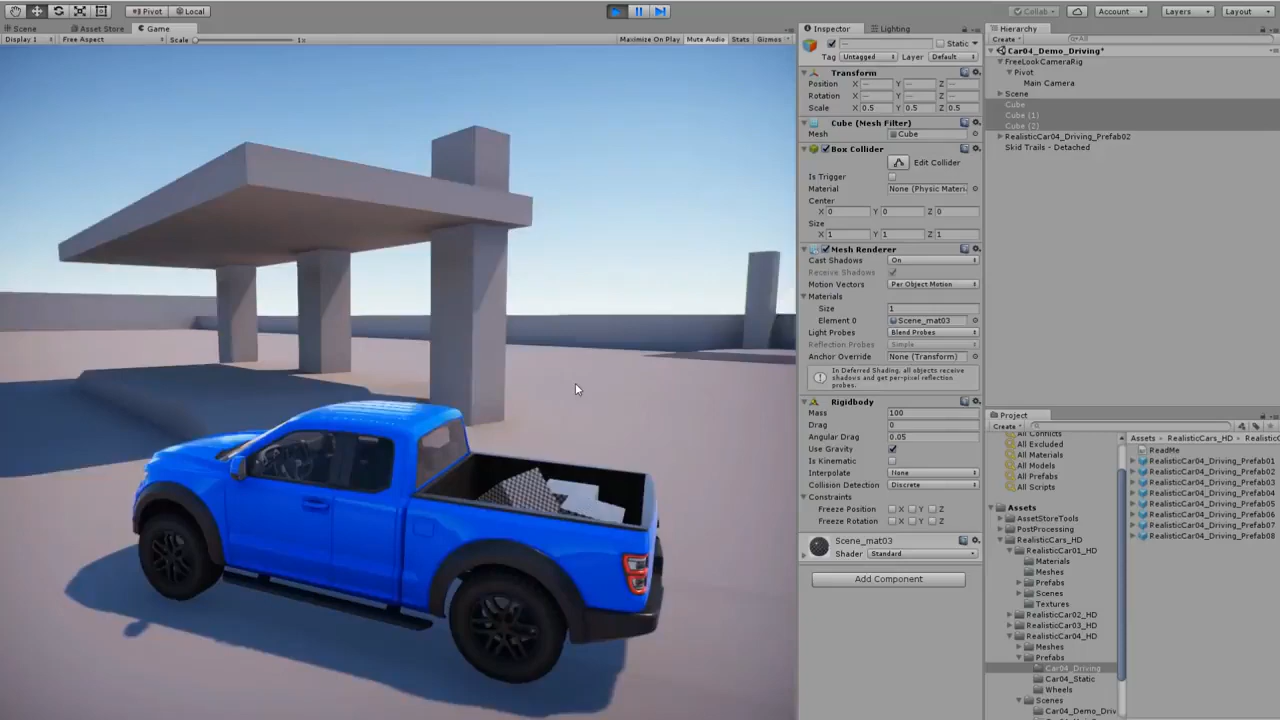 Pivot Local Collab Account Layers Layout
Scene Asset Store Game
Display 1 Free Aspect Scale 1x Maximize On Play Mute Audio Stats Gizmos
Inspector Lighting
Static
Tag Untagged Layer Default
Transform
Position X Y Z
Rotation X Y Z
Scale X 0.5 Y 0.5 Z 0.5
Cube (Mesh Filter)
Mesh Cube
Box Collider
Edit Collider
Is Trigger
Material None (Physic Materi
Center
X 0 Y 0 Z 0
Size
X 1 Y 1 Z 1
Mesh Renderer
Cast Shadows On
Receive Shadows
Motion Vectors Per Object Motion
Materials
Size 1
Element 0 Scene_mat03
Light Probes Blend Probes
Reflection Probes Simple
Anchor Override None (Transform)
In Deferred Shading, all objects receive
shadows and get per-pixel reflection
probes.
Rigidbody
Mass 100
Drag 0
Angular Drag 0.05
Use Gravity
Is Kinematic
Interpolate None
Collision Detection Discrete
Constraints
Freeze Position X Y Z
Freeze Rotation X Y Z
Scene_mat03
Shader Standard
Add Component
Hierarchy
Create All
Car04_Demo_Driving*
FreeLookCameraRig
Pivot
Main Camera
Scene
Cube
Cube (1)
Cube (2)
RealisticCar04_Driving_Prefab02
Skid Trails - Detached
Project
Create
All Conflicts
All Excluded
All Materials
All Models
All Prefabs
All Scripts
Assets
AssetStoreTools
PostProcessing
RealisticCars_HD
RealisticCar01_HD
Materials
Meshes
Prefabs
Scenes
Textures
RealisticCar02_HD
RealisticCar03_HD
RealisticCar04_HD
Meshes
Prefabs
Car04_Driving
Car04_Static
Wheels
Scenes
Car04_Demo_Driv
Assets RealisticCars_HD RealisticC
ReadMe
RealisticCar04_Driving_Prefab01
RealisticCar04_Driving_Prefab02
RealisticCar04_Driving_Prefab03
RealisticCar04_Driving_Prefab04
RealisticCar04_Driving_Prefab05
RealisticCar04_Driving_Prefab06
RealisticCar04_Driving_Prefab07
RealisticCar04_Driving_Prefab08